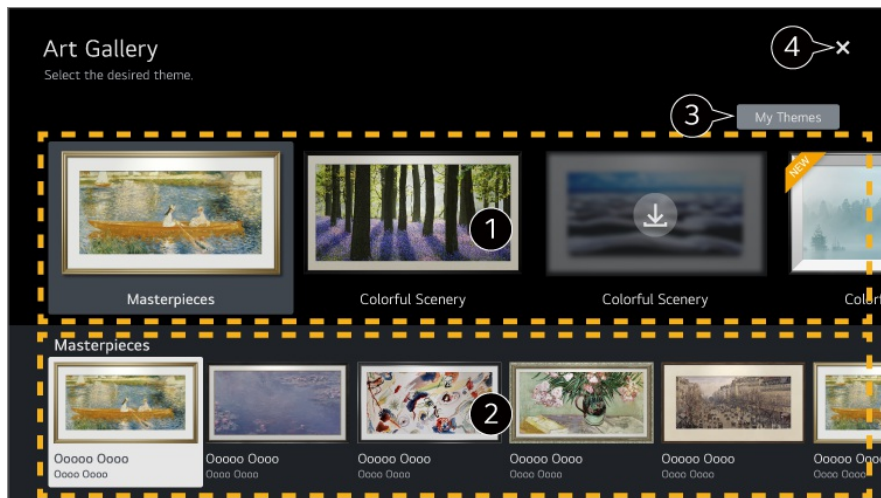 Art Gallery
Select the desired theme.
4
3
My Themes
NEW
1
Masterpieces
Colorful Scenery
Colorful Scenery
Colorf
Masterpieces
2
Ooooo Oooo
Ooooo Oooo
Ooooo Oooo
Ooooo Oooo
Ooooo Oooo
Ooooo Ooo
Oooo Oooo
Oooo Oooo
Oooo Oooo
Oooo Oooo
Oooo Oooo
Oooo Oooo